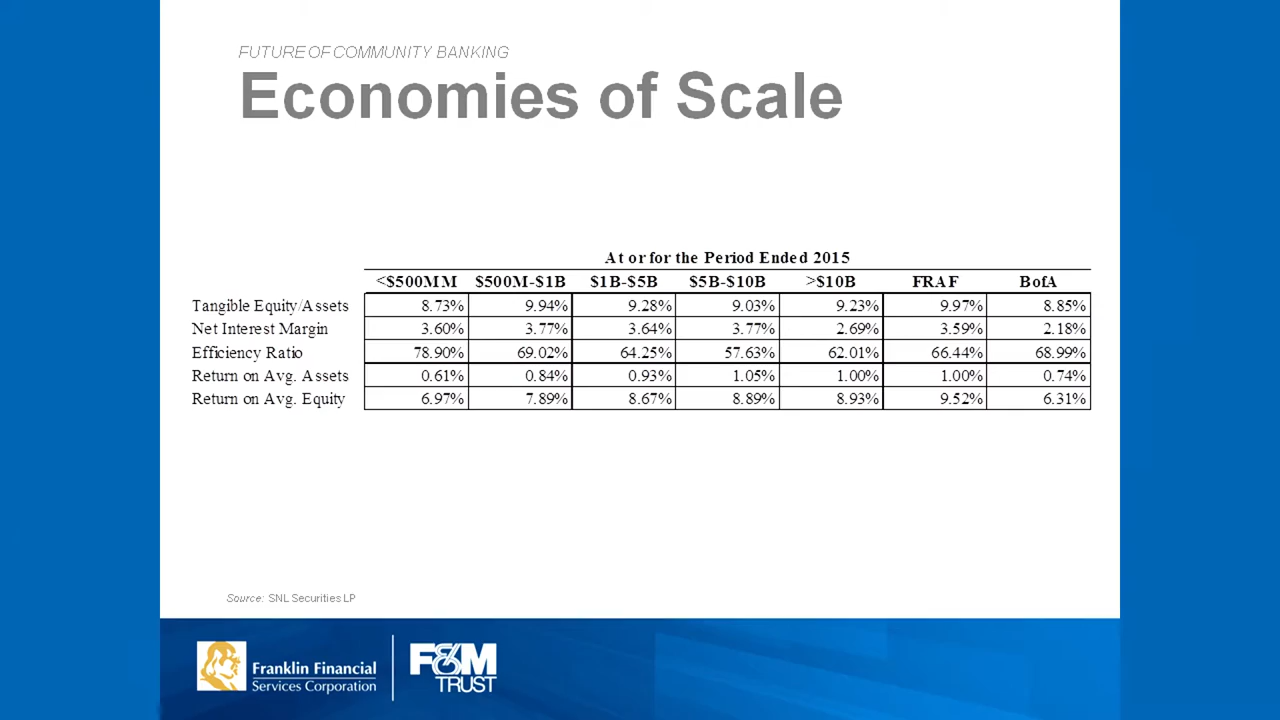 FUTURE OF COMMUNITY BANKING
Economies of Scale
At or for the Period Ended 2015
<$500MM $500M-$1B $1B-$5B $5B-$10B >$10B FRAF BofA
Tangible Equity/Assets 8.73% 9.94% 9.28% 9.03% 9.23% 9.97% 8.85%
Net Interest Margin 3.60% 3.77% 3.64% 3.77% 2.69% 3.59% 2.18%
Efficiency Ratio 78.90% 69.02% 64.25% 57.63% 62.01% 66.44% 68.99%
Return on Avg. Assets 0.61% 0.84% 0.93% 1.05% 1.00% 1.00% 0.74%
Return on Avg. Equity 6.97% 7.89% 8.67% 8.89% 8.93% 9.52% 6.31%
Source: SNL Securities LP
Franklin Financial
Services Corporation
F&M
TRUST